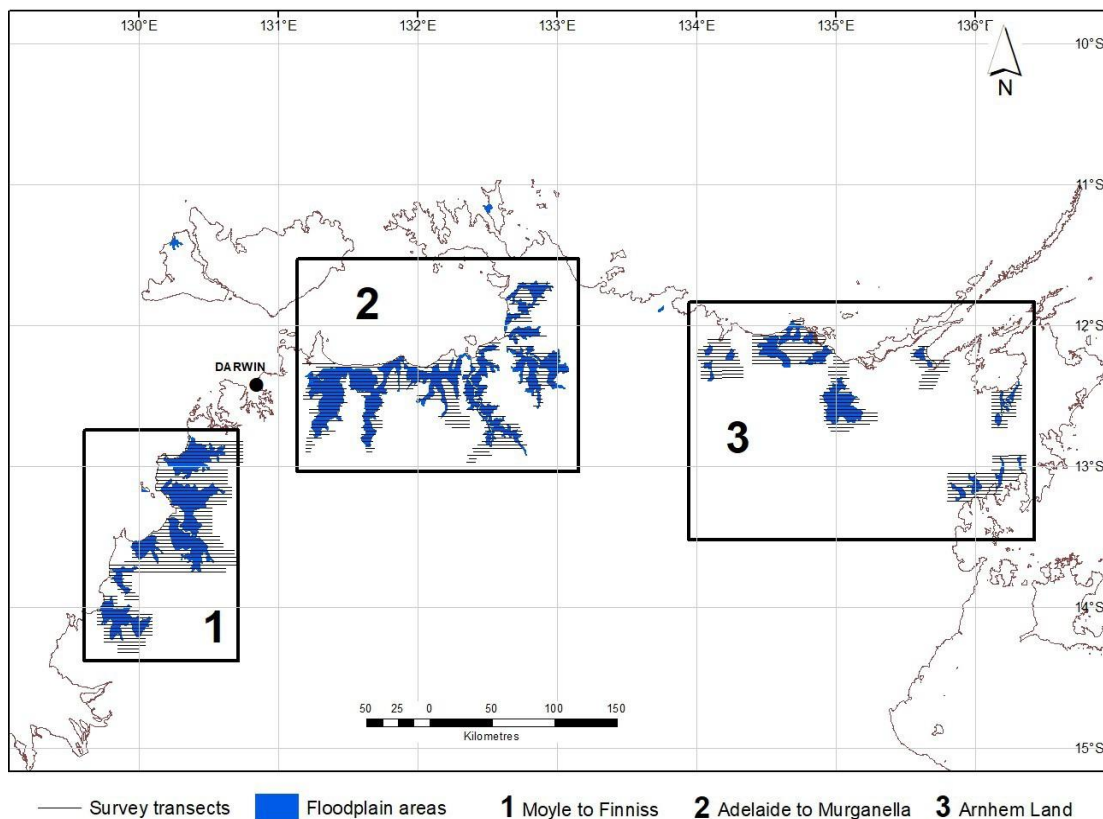 130°E 131°E 132°E 133°E 134°E 135°E 136°E
10°S
N
11°S
2
12°S
DARWIN
3
13°S
1
14°S
50 25 0 50 100 150
Kilometres
15°S
Survey transects Floodplain areas 1 Moyle to Finniss 2 Adelaide to Murganella 3 Arnhem Land